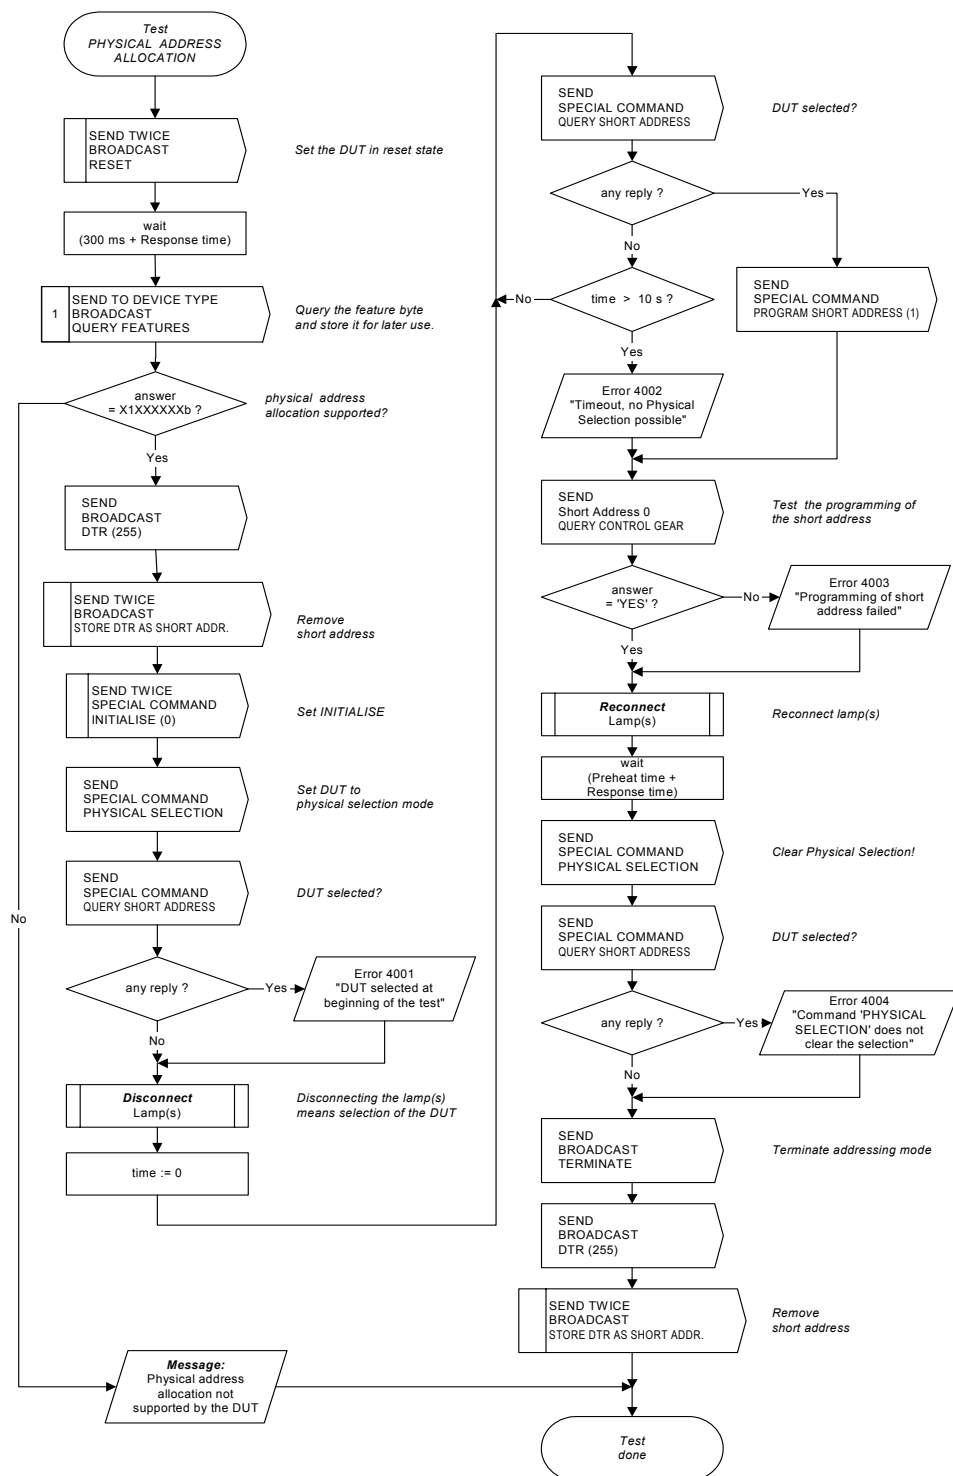 Test
PHYSICAL ADDRESS
ALLOCATION
SEND TWICE
BROADCAST
RESET
Set the DUT in reset state
wait
(300 ms + Response time)
1
SEND TO DEVICE TYPE
BROADCAST
QUERY FEATURES
Query the feature byte
and store it for later use.
answer
= X1XXXXXXb ?
physical address
allocation supported?
Yes
SEND
BROADCAST
DTR (255)
SEND TWICE
BROADCAST
STORE DTR AS SHORT ADDR.
Remove
short address
SEND TWICE
SPECIAL COMMAND
INITIALISE (0)
Set INITIALISE
SEND
SPECIAL COMMAND
PHYSICAL SELECTION
Set DUT to
physical selection mode
SEND
SPECIAL COMMAND
QUERY SHORT ADDRESS
DUT selected?
No
any reply ?
Yes
Error 4001
"DUT selected at
beginning of the test"
No
Disconnect
Lamp(s)
Disconnecting the lamp(s)
means selection of the DUT
time := 0
Message:
Physical address
allocation not
supported by the DUT
SEND
SPECIAL COMMAND
QUERY SHORT ADDRESS
DUT selected?
any reply ?
Yes
No
No
time > 10 s ?
SEND
SPECIAL COMMAND
PROGRAM SHORT ADDRESS (1)
Yes
Error 4002
"Timeout, no Physical
Selection possible"
SEND
Short Address 0
QUERY CONTROL GEAR
Test the programming of
the short address
answer
= 'YES' ?
No
Error 4003
"Programming of short
address failed"
Yes
Reconnect
Lamp(s)
Reconnect lamp(s)
wait
(Preheat time +
Response time)
SEND
SPECIAL COMMAND
PHYSICAL SELECTION
Clear Physical Selection!
SEND
SPECIAL COMMAND
QUERY SHORT ADDRESS
DUT selected?
any reply ?
Yes
Error 4004
"Command 'PHYSICAL
SELECTION' does not
clear the selection"
No
SEND
BROADCAST
TERMINATE
Terminate addressing mode
SEND
BROADCAST
DTR (255)
SEND TWICE
BROADCAST
STORE DTR AS SHORT ADDR.
Remove
short address
Test
done